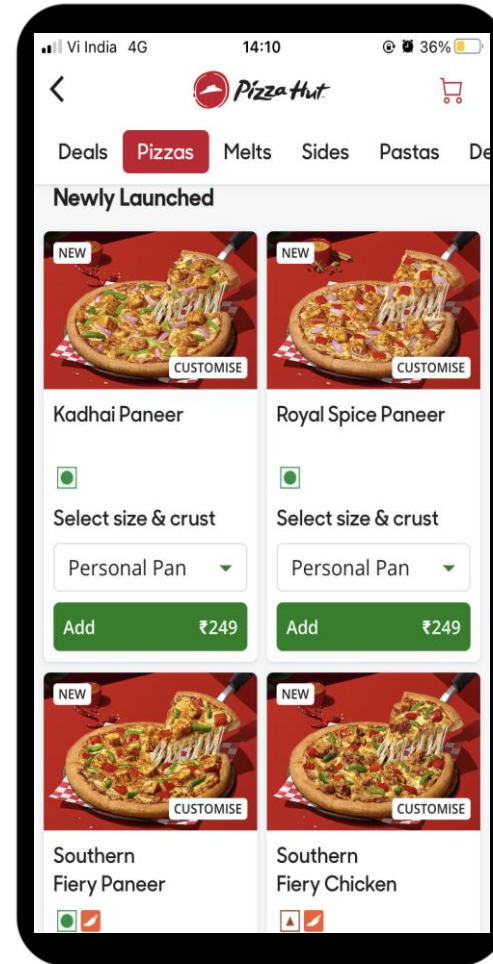 Vi India 4G 14:10 36%
Pizza Hut
Deals Pizzas Melts Sides Pastas De
Newly Launched
NEW NEW
CUSTOMISE CUSTOMISE
Kadhai Paneer Royal Spice Paneer
Select size & crust Select size & crust
Personal Pan Personal Pan
Add ₹249 Add ₹249
NEW NEW
CUSTOMISE CUSTOMISE
Southern Southern
Fiery Paneer Fiery Chicken